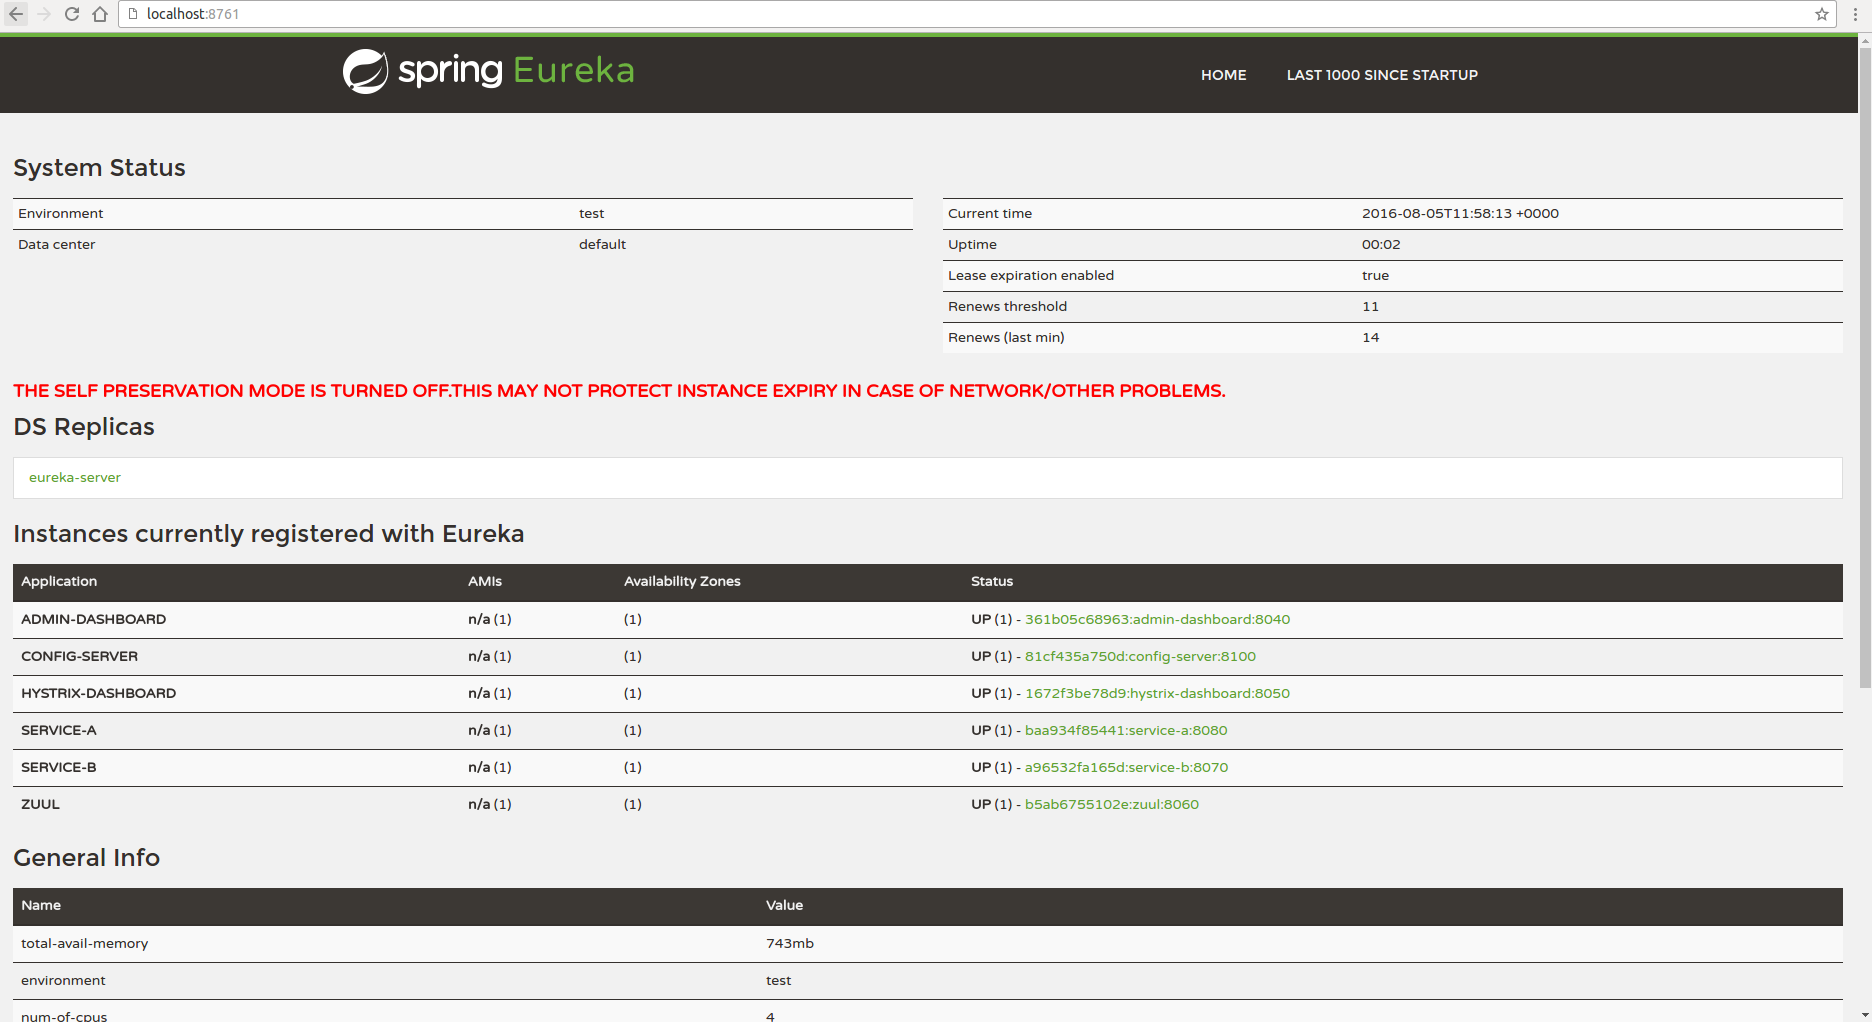 localhost:8761
spring Eureka
HOME LAST 1000 SINCE STARTUP
System Status
Environment test
Data center default
Current time 2016-08-05T11:58:13 +0000
Uptime 00:02
Lease expiration enabled true
Renews threshold 11
Renews (last min) 14
THE SELF PRESERVATION MODE IS TURNED OFF.THIS MAY NOT PROTECT INSTANCE EXPIRY IN CASE OF NETWORK/OTHER PROBLEMS.
DS Replicas
eureka-server
Instances currently registered with Eureka
Application AMIs Availability Zones Status
ADMIN-DASHBOARD n/a (1) (1) UP (1) - 361b05c68963:admin-dashboard:8040
CONFIG-SERVER n/a (1) (1) UP (1) - 81cf435a750d:config-server:8100
HYSTRIX-DASHBOARD n/a (1) (1) UP (1) - 1672f3be78d9:hystrix-dashboard:8050
SERVICE-A n/a (1) (1) UP (1) - baa934f85441:service-a:8080
SERVICE-B n/a (1) (1) UP (1) - a96532fa165d:service-b:8070
ZUUL n/a (1) (1) UP (1) - b5ab6755102e:zuul:8060
General Info
Name Value
total-avail-memory 743mb
environment test
num-of-cpus 4